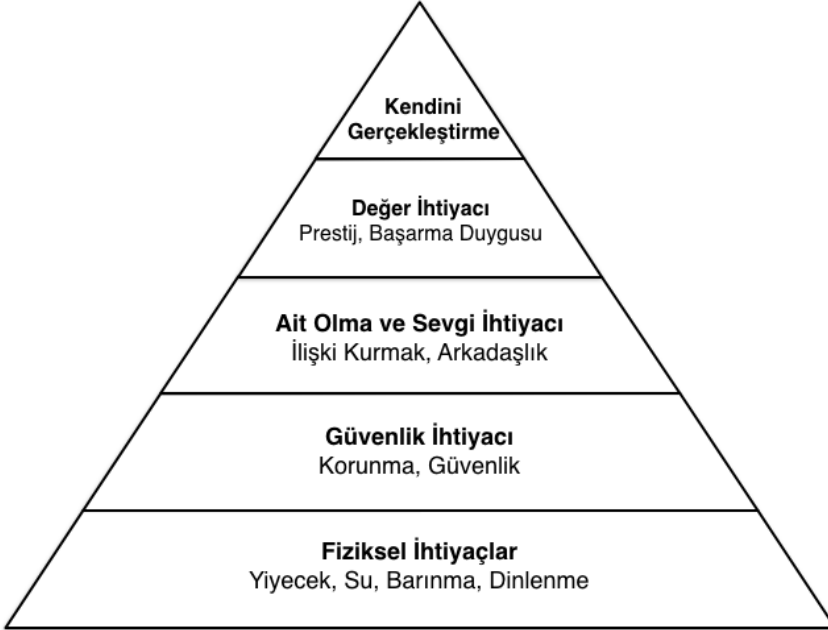 Kendini
Gerçekleştirme
Değer İhtiyacı
Prestij, Başarma Duygusu
Ait Olma ve Sevgi İhtiyacı
İlişki Kurmak, Arkadaşlık
Güvenlik İhtiyacı
Korunma, Güvenlik
Fiziksel İhtiyaçlar
Yiyecek, Su, Barınma, Dinlenme